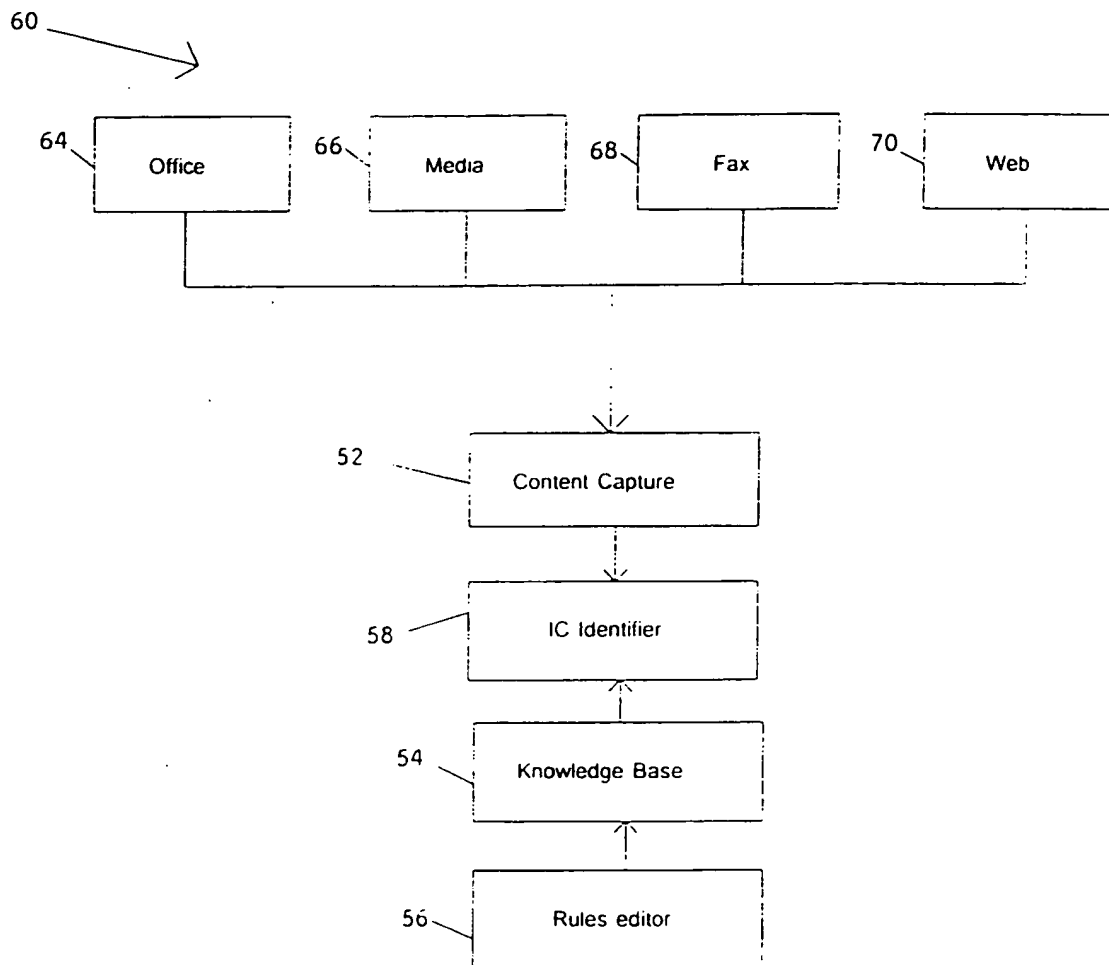 60
64 Office 66 Media 68 Fax 70 Web
52 Content Capture
58 IC Identifier
54 Knowledge Base
56 Rules editor